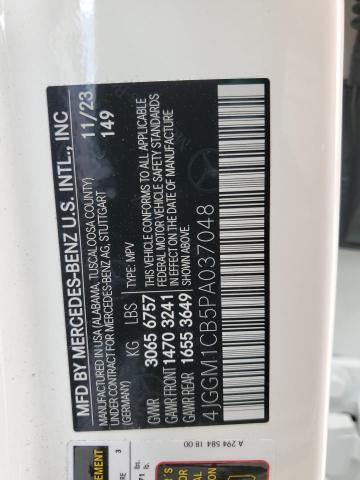 MFD BY MERCEDES-BENZ U.S. INTL., INC
MANUFACTURED IN USA (ALABAMA, TUSCALOOSA COUNTY)
UNDER LICENSE FROM MERCEDES-BENZ AG, STUTTGART
(GERMANY)
11/23
149
KG LBS TYPE: MPV
GVWR 3065 6757
GAWR FRONT 1470 3241
GAWR REAR 1655 3649
THIS VEHICLE CONFORMS TO ALL APPLICABLE
FEDERAL MOTOR VEHICLE SAFETY STANDARDS
IN EFFECT ON THE DATE OF MANUFACTURE
SHOWN ABOVE.
4JGGM1CB5PA037048
A 294 584 18 00